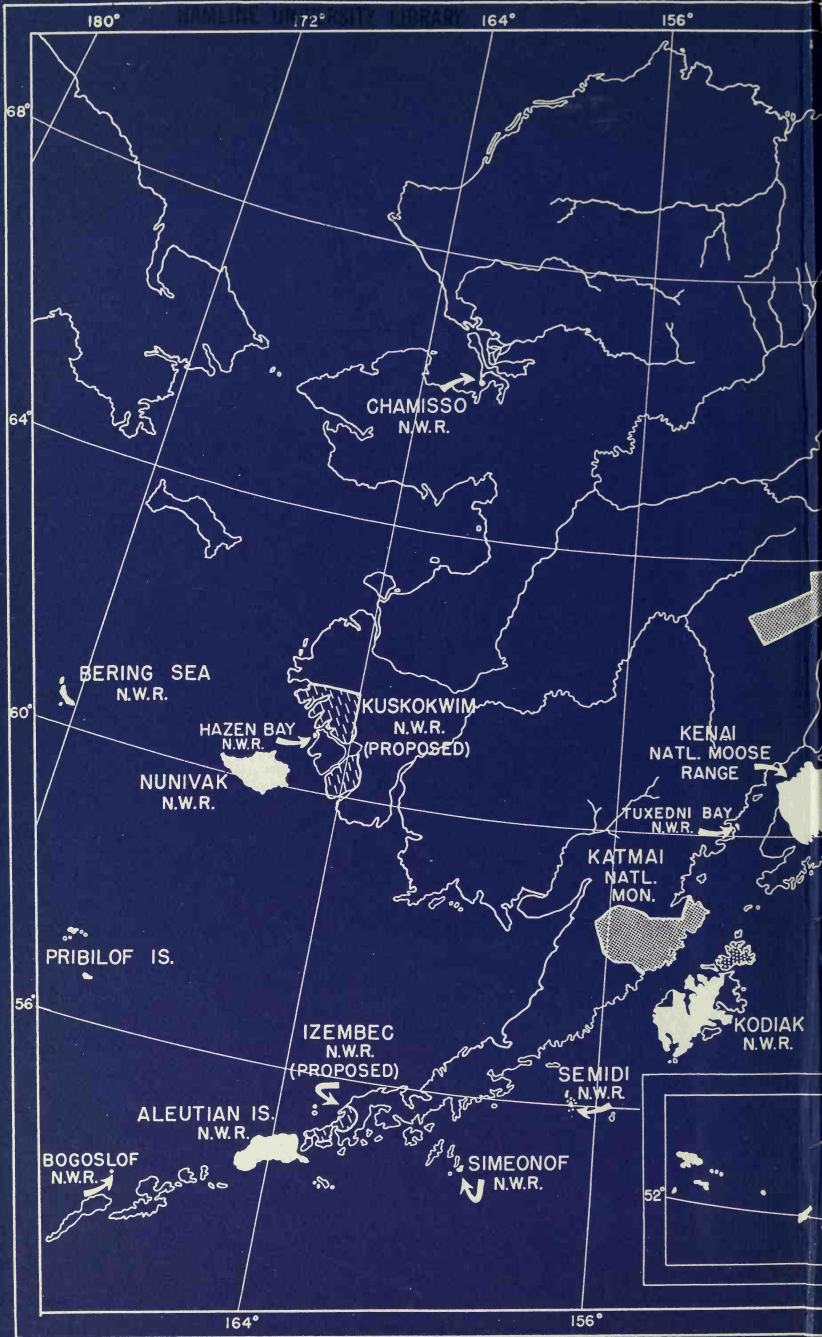 HAMLINE UNIVERSITY LIBRARY
180° 172° 164° 156°
68°
CHAMISSO
N.W.R.
64°
BERING SEA
N.W.R.
60°
KUSKOKWIM
N.W.R.
(PROPOSED)
HAZEN BAY
N.W.R.
NUNIVAK
N.W.R.
KENAI
NATL. MOOSE
RANGE
TUXEDNI BAY
N.W.R.
KATMAI
NATL.
MON.
PRIBILOF IS.
56°
KODIAK
N.W.R.
IZEMBEC
N.W.R.
(PROPOSED)
SEMIDI
N.W.R.
ALEUTIAN IS.
N.W.R.
BOGOSLOF
N.W.R.
SIMEONOF
N.W.R.
52°
164° 156°